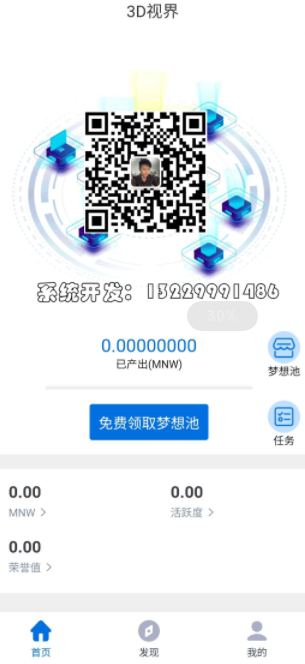 3D视界
系统开发：13229991486
30%
0.00000000
已产出(MNW)
梦想池
免费领取梦想池
任务
0.00
MNW
0.00
活跃度
0.00
荣誉值
首页
发现
我的